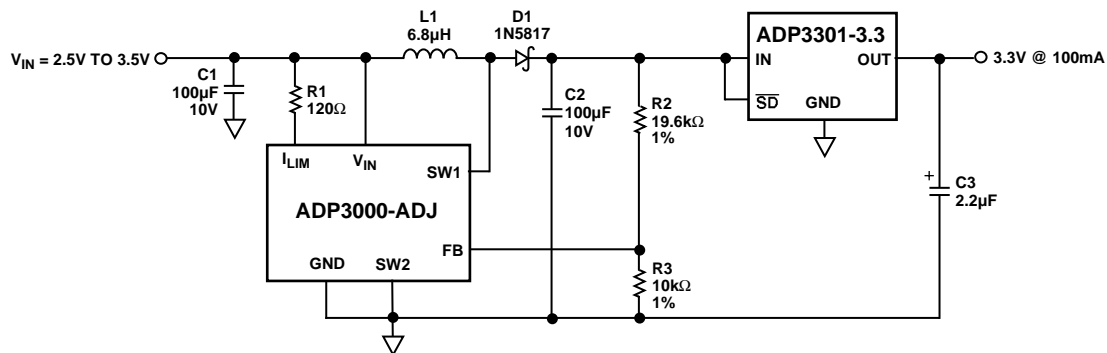 V_IN = 2.5V TO 3.5V
C1
100µF
10V
R1
120Ω
L1
6.8µH
D1
1N5817
C2
100µF
10V
R2
19.6kΩ
1%
ADP3301-3.3
IN
OUT
SD
GND
3.3V @ 100mA
I_LIM
V_IN
SW1
ADP3000-ADJ
FB
GND
SW2
R3
10kΩ
1%
+
C3
2.2µF